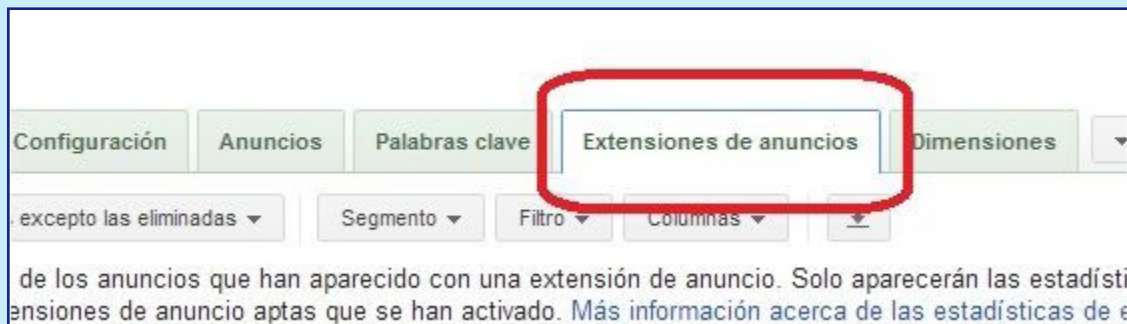 Configuración Anuncios Palabras clave Extensiones de anuncios Dimensiones
excepto las eliminadas Segmento Filtro Columnas
de los anuncios que han aparecido con una extensión de anuncio. Solo aparecerán las
de anuncio aptas que se han activado. Más información acerca de las estadísticas de